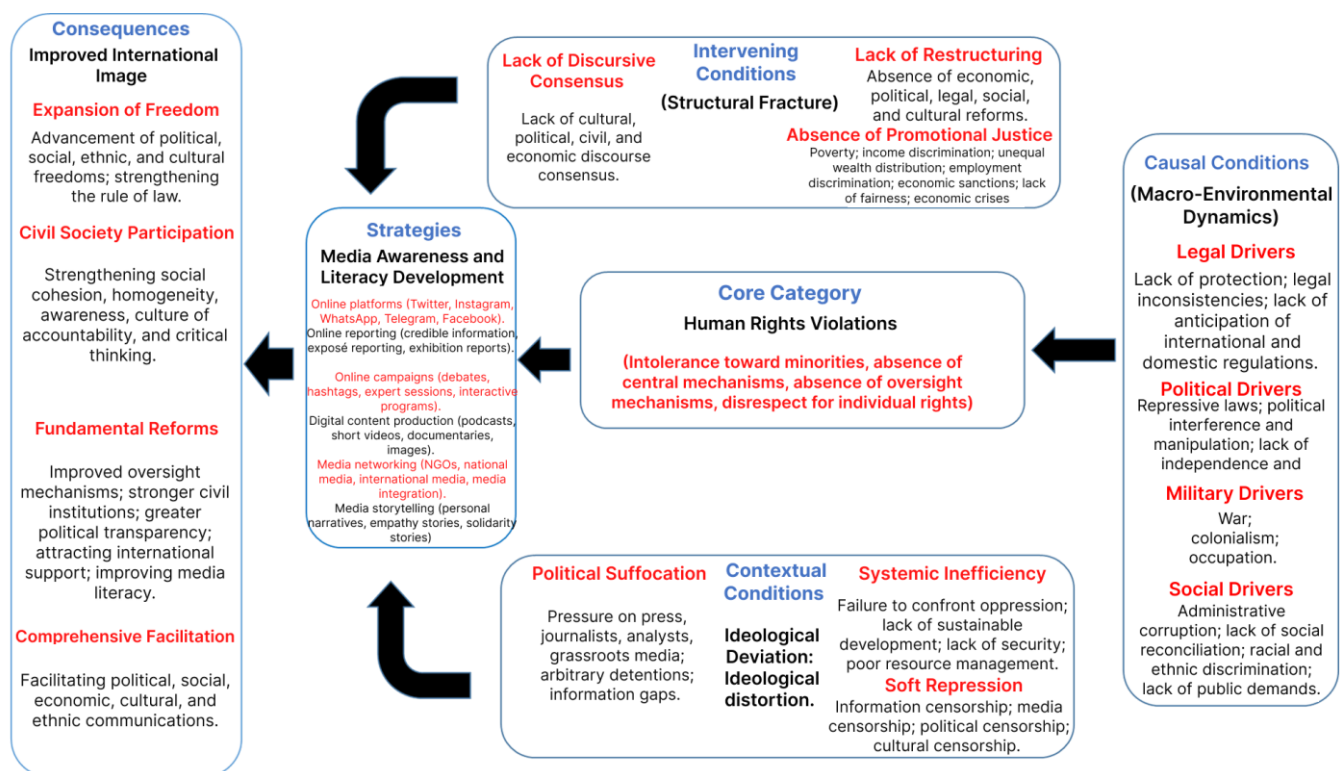 Consequences
Improved International
Image
Expansion of Freedom
Advancement of political,
social, ethnic, and cultural
freedoms; strengthening
the rule of law.
Civil Society Participation
Strengthening social
cohesion, homogeneity,
awareness, culture of
accountability, and critical
thinking.
Fundamental Reforms
Improved oversight
mechanisms; stronger civil
institutions; greater
political transparency;
attracting international
support; improving media
literacy.
Comprehensive Facilitation
Facilitating political, social,
economic, cultural, and
ethnic communications.
Strategies
Media Awareness and
Literacy Development
Online platforms (Twitter, Instagram,
WhatsApp, Telegram, Facebook).
Online reporting (credible information,
exposé reporting, exhibition reports).
Online campaigns (debates,
hashtags, expert sessions, interactive
programs).
Digital content production (podcasts,
short videos, documentaries,
images).
Media networking (NGOs, national
media, international media, media
integration).
Media storytelling (personal
narratives, empathy stories, solidarity
stories)
Lack of Discursive
Consensus
Lack of cultural,
political, civil, and
economic discourse
consensus.
Intervening
Conditions
(Structural Fracture)
Lack of Restructuring
Absence of economic,
political, legal, social,
and cultural reforms.
Absence of Promotional Justice
Poverty; income discrimination; unequal
wealth distribution; employment
discrimination; economic sanctions; lack
of fairness; economic crises
Core Category
Human Rights Violations
(Intolerance toward minorities, absence of
central mechanisms, absence of oversight
mechanisms, disrespect for individual rights)
Political Suffocation
Pressure on press,
journalists, analysts,
grassroots media;
arbitrary detentions;
information gaps.
Contextual
Conditions
Ideological
Deviation:
Ideological
distortion.
Systemic Inefficiency
Failure to confront oppression;
lack of sustainable
development; lack of security;
poor resource management.
Soft Repression
Information censorship; media
censorship; political censorship;
cultural censorship.
Causal Conditions
(Macro-Environmental
Dynamics)
Legal Drivers
Lack of protection; legal
inconsistencies; lack of
anticipation of
international and
domestic regulations.
Political Drivers
Repressive laws; political
interference and
manipulation; lack of
independence and
Military Drivers
War;
colonialism;
occupation.
Social Drivers
Administrative
corruption; lack of social
reconciliation; racial and
ethnic discrimination;
lack of public demands.